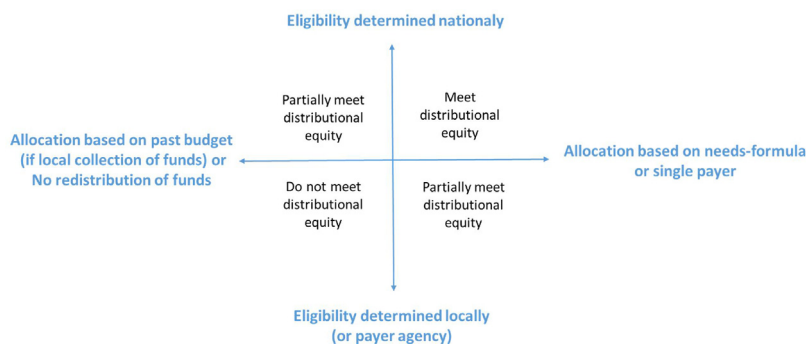 Eligibility determined nationaly
Partially meet
distributional
equity
Meet
distributional
equity
Allocation based on past budget
(if local collection of funds) or
No redistribution of funds
Allocation based on needs-formula
or single payer
Do not meet
distributional
equity
Partially meet
distributional
equity
Eligibility determined locally
(or payer agency)